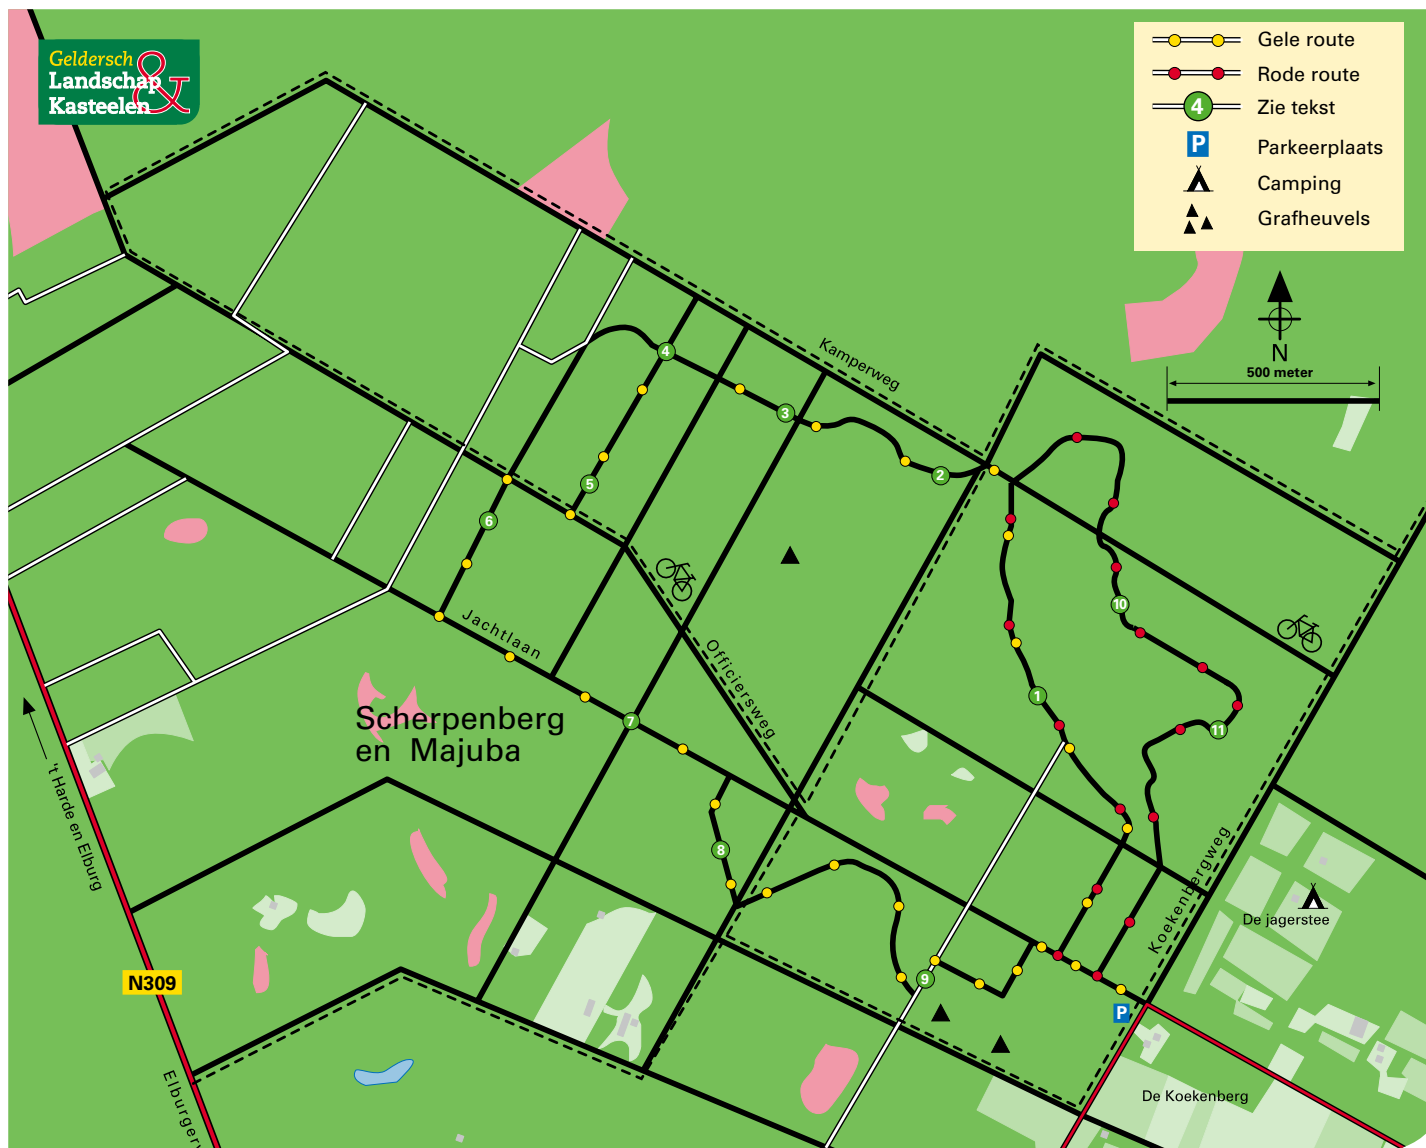 Geldersch
Landschap
&
Kasteelen
Gele route
Rode route
4 Zie tekst
P Parkeerplaats
Camping
Grafheuvels
N
500 meter
Kamperweg
4
3
2
5
6
10
Jachtlaan
Officiersweg
1
11
Scherpenberg
en Majuba
7
't Harde en Elburg
8
Koekenbergweg
De jagerstee
N309
9
P
De Koekenberg